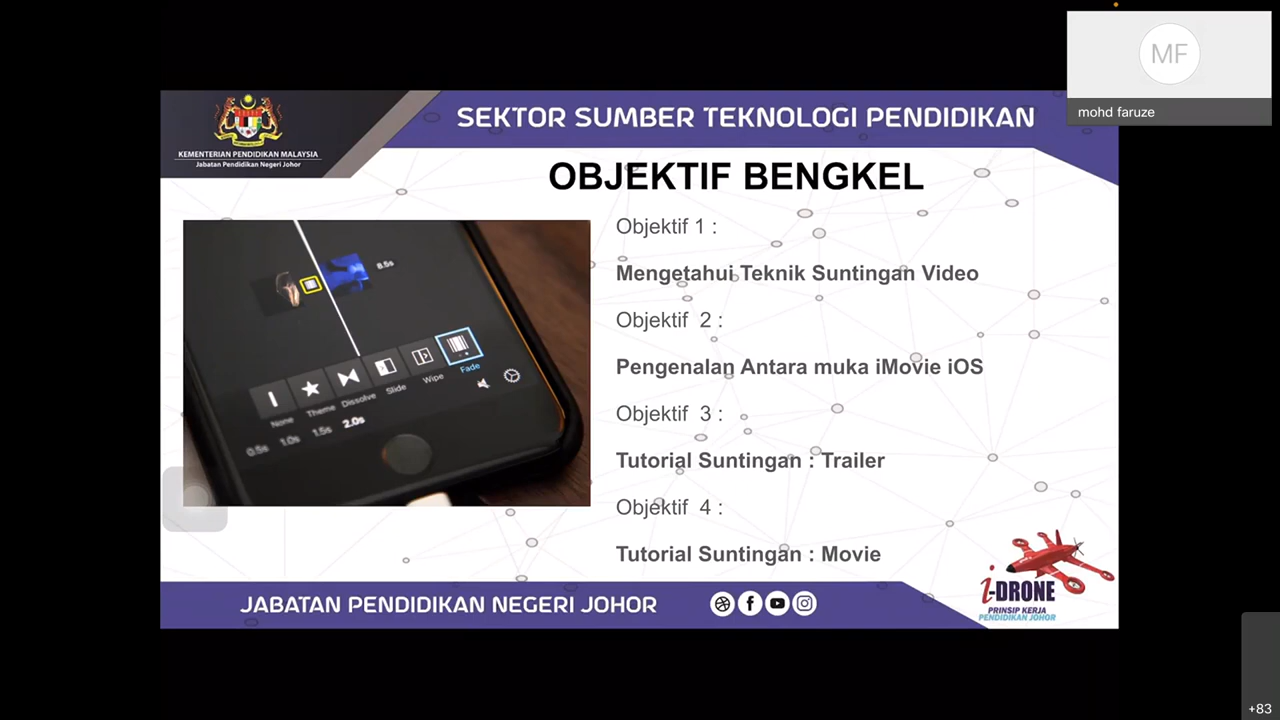 MF
mohd faruze
KEMENTERIAN PENDIDIKAN MALAYSIA
Jabatan Pendidikan Negeri Johor
SEKTOR SUMBER TEKNOLOGI PENDIDIKAN
OBJEKTIF BENGKEL
8.5s
None
Theme
Dissolve
Slide
Wipe
Fade
0.5s
1.0s
1.5s
2.0s
Objektif 1 :
Mengetahui Teknik Suntingan Video
Objektif 2 :
Pengenalan Antara muka iMovie iOS
Objektif 3 :
Tutorial Suntingan : Trailer
Objektif 4 :
Tutorial Suntingan : Movie
i-DRONE
PRINSIP KERJA
PENDIDIKAN JOHOR
JABATAN PENDIDIKAN NEGERI JOHOR
+83